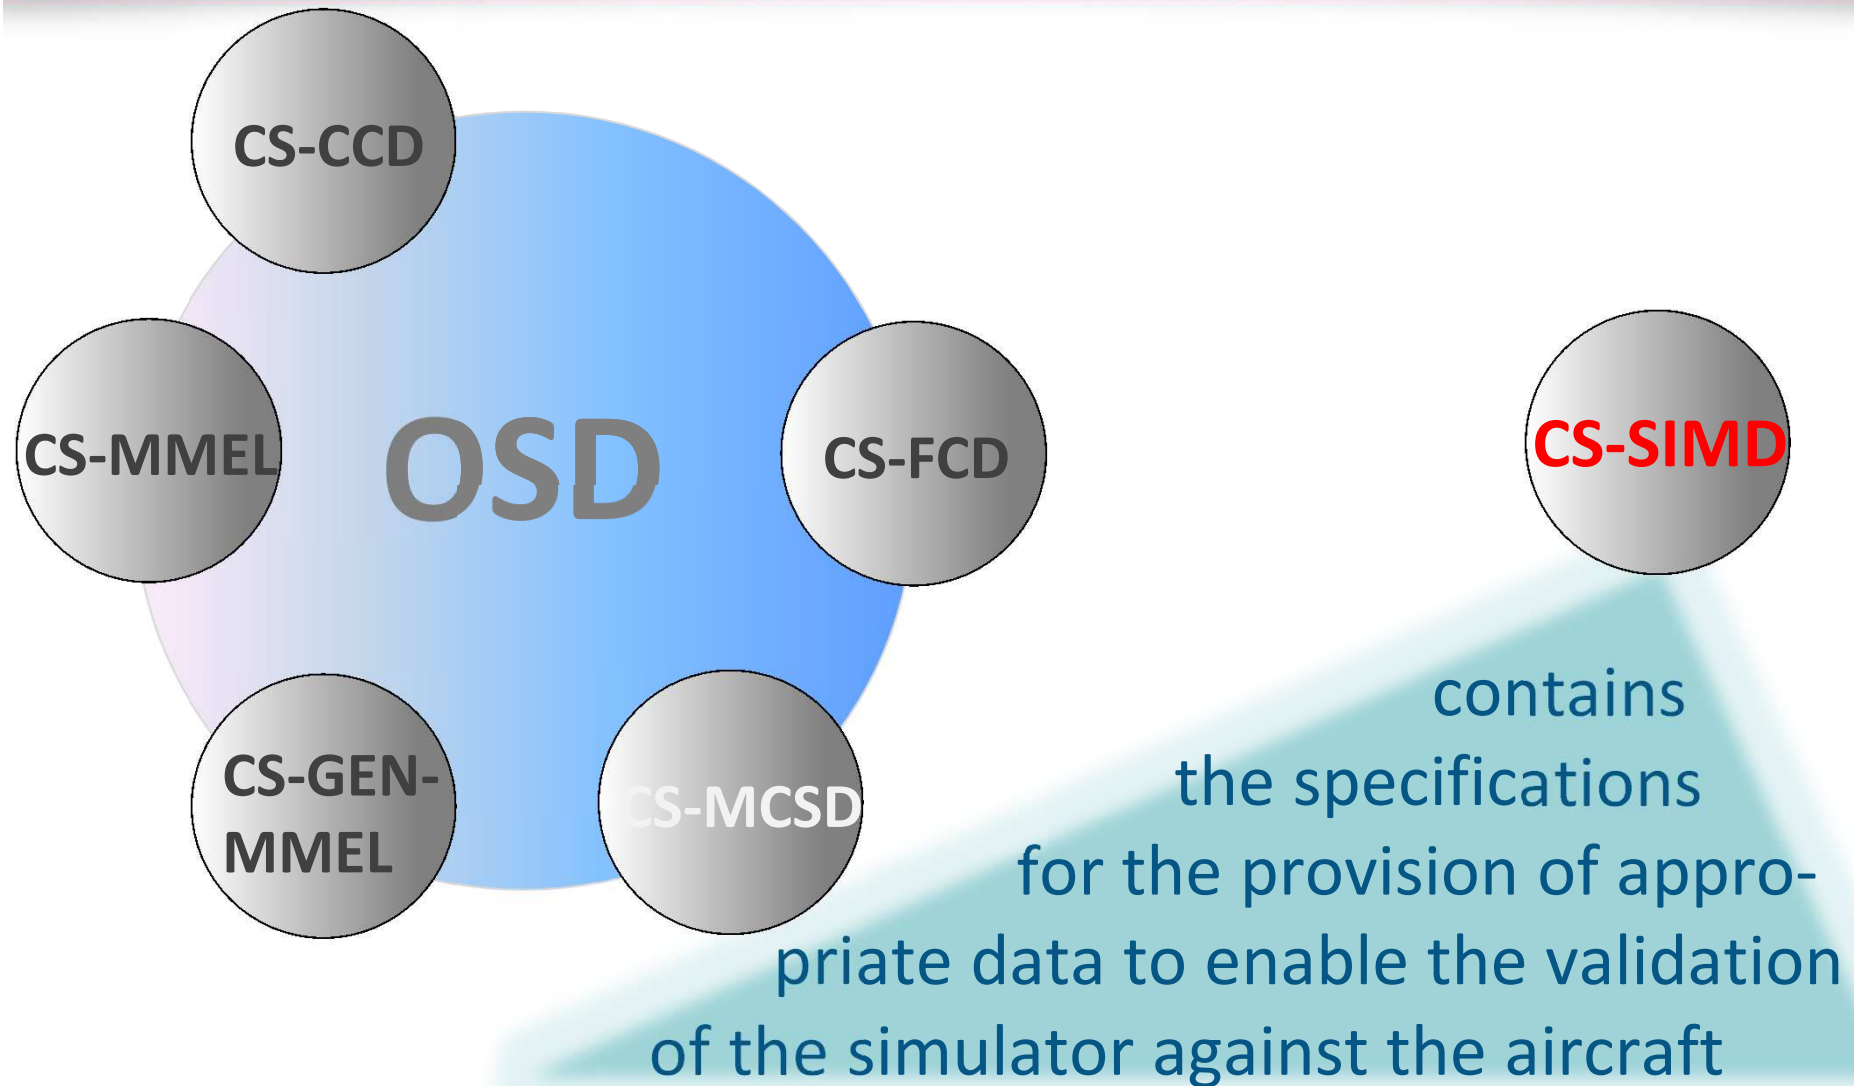 CS-CCD
CS-MMEL
OSD
CS-FCD
CS-SIMD
CS-GEN-
MMEL
CS-MCSD
contains
the specifications
for the provision of appro-
priate data to enable the validation
of the simulator against the aircraft